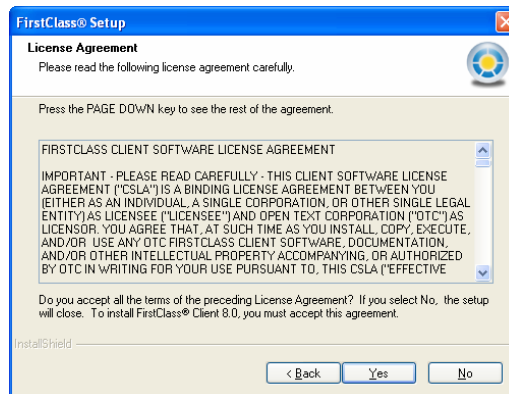 FirstClass® Setup
License Agreement
Please read the following license agreement carefully.
Press the PAGE DOWN key to see the rest of the agreement.
FIRSTCLASS CLIENT SOFTWARE LICENSE AGREEMENT
IMPORTANT - PLEASE READ CAREFULLY - THIS CLIENT SOFTWARE LICENSE
AGREEMENT ("CSLA") IS A BINDING LICENSE AGREEMENT BETWEEN YOU
(EITHER AS AN INDIVIDUAL, A SINGLE CORPORATION, OR OTHER SINGLE LEGAL
ENTITY) AS LICENSEE ("LICENSEE") AND OPEN TEXT CORPORATION ("OTC") AS
LICENSOR. YOU AGREE THAT, AT SUCH TIME AS YOU INSTALL, COPY, EXECUTE,
AND/OR USE ANY OTC FIRSTCLASS CLIENT SOFTWARE, DOCUMENTATION,
AND/OR OTHER INTELLECTUAL PROPERTY ACCOMPANYING, OR AUTHORIZED
BY OTC IN WRITING FOR YOUR USE PURSUANT TO, THIS CSLA ("EFFECTIVE
Do you accept all the terms of the preceding License Agreement? If you select No, the setup
will close. To install FirstClass® Client 8.0, you must accept this agreement.
InstallShield
< Back Yes No